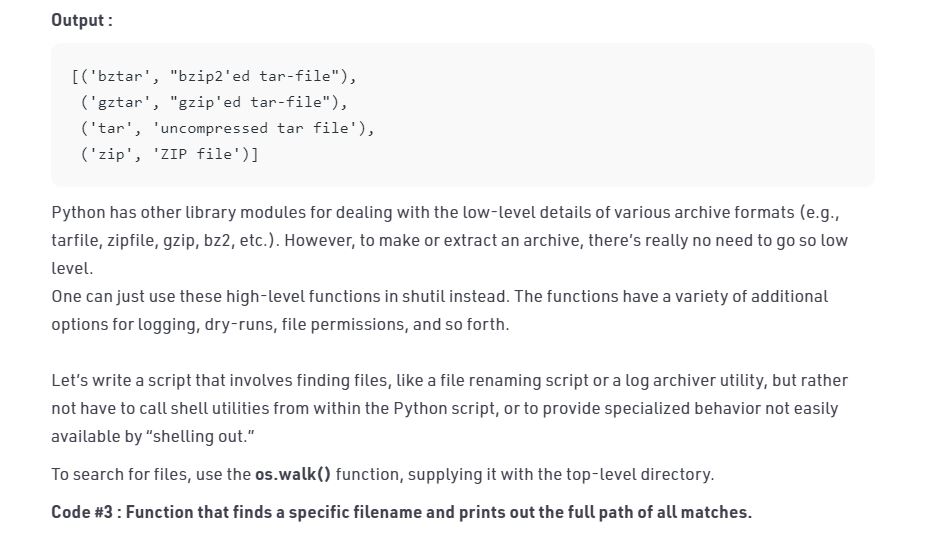 Output :
[('bztar', "bzip2'ed tar-file"),
('gztar', "gzip'ed tar-file"),
('tar', 'uncompressed tar file'),
('zip', 'ZIP file')]
Python has other library modules for dealing with the low-level details of various archive formats (e.g.,
tarfile, zipfile, gzip, bz2, etc.). However, to make or extract an archive, there’s really no need to go so low
level.
One can just use these high-level functions in shutil instead. The functions have a variety of additional
options for logging, dry-runs, file permissions, and so forth.
Let’s write a script that involves finding files, like a file renaming script or a log archiver utility, but rather
not have to call shell utilities from within the Python script, or to provide specialized behavior not easily
available by “shelling out.”
To search for files, use the os.walk() function, supplying it with the top-level directory.
Code #3 : Function that finds a specific filename and prints out the full path of all matches.